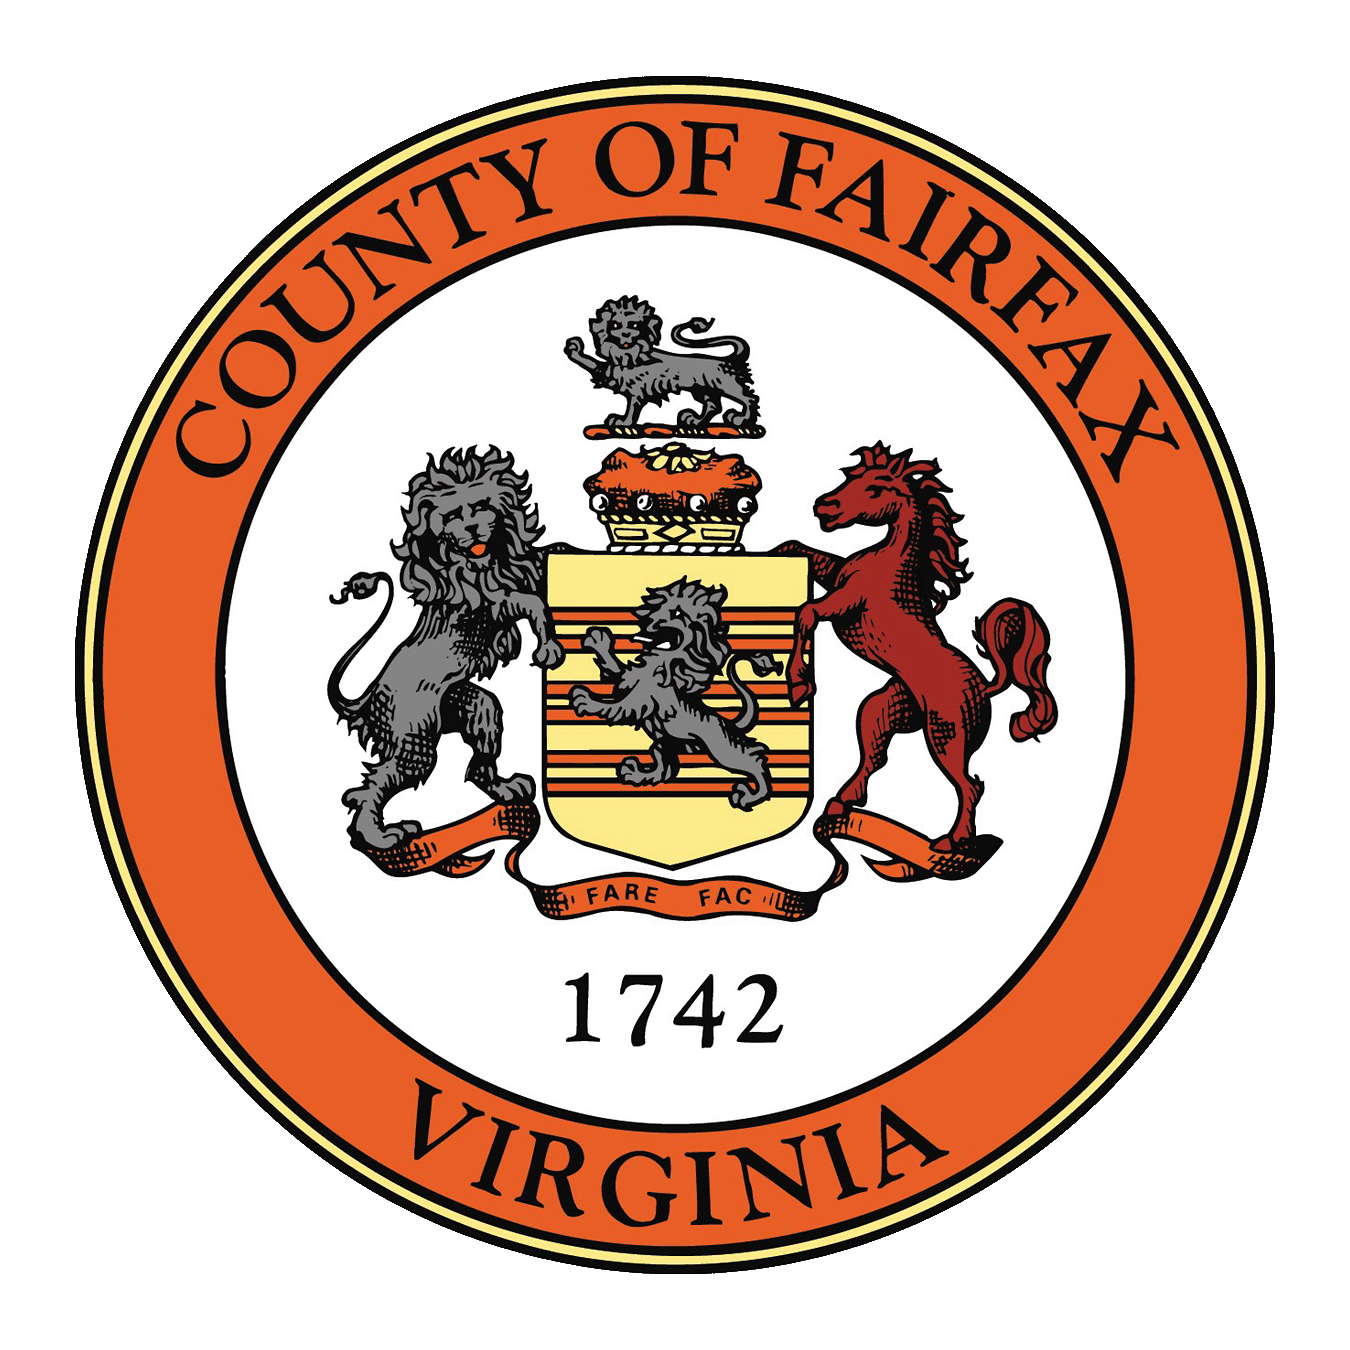 COUNTY OF FAIRFAX
FARE FAC
1742
VIRGINIA